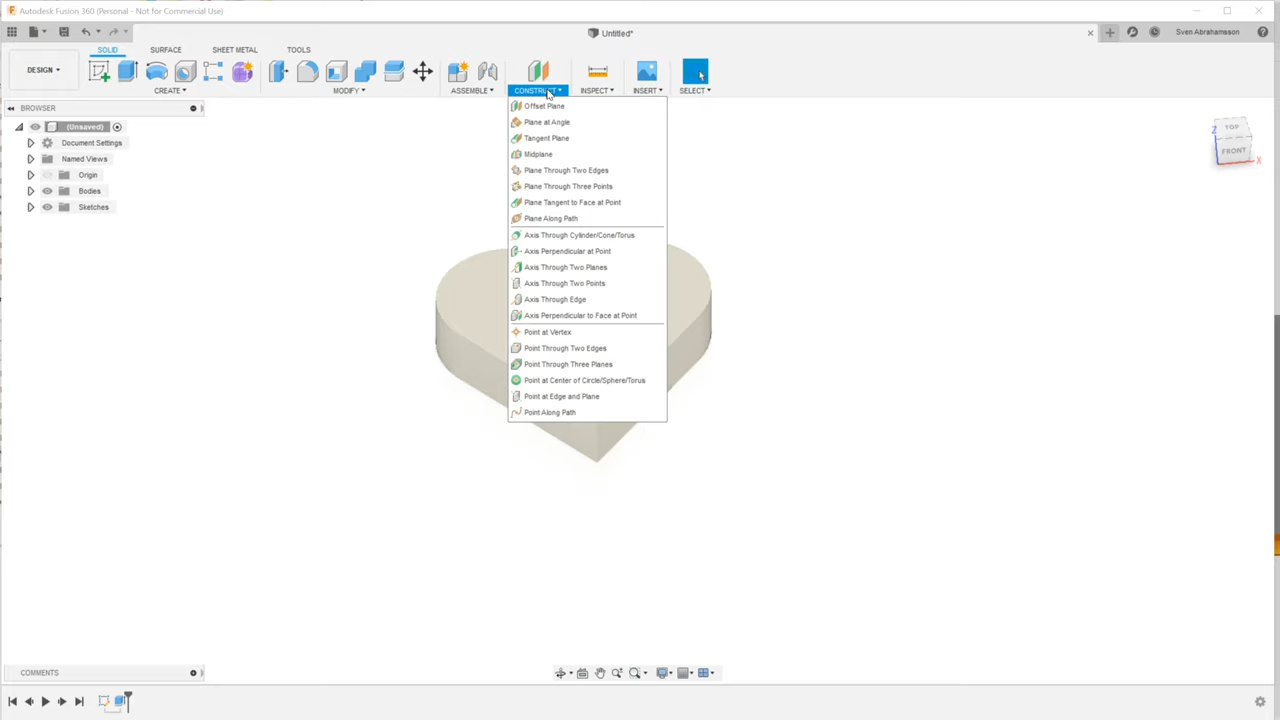 Autodesk Fusion 360 (Personal - Not for Commercial Use)
Untitled*
Sven Abrahamsson
SOLID
SURFACE
SHEET METAL
TOOLS
DESIGN
CREATE
MODIFY
ASSEMBLE
CONSTRUCT
INSPECT
INSERT
SELECT
BROWSER
(Unsaved)
Document Settings
Named Views
Origin
Bodies
Sketches
Offset Plane
Plane at Angle
Tangent Plane
Midplane
Plane Through Two Edges
Plane Through Three Points
Plane Tangent to Face at Point
Plane Along Path
Axis Through Cylinder/Cone/Torus
Axis Perpendicular at Point
Axis Through Two Planes
Axis Through Two Points
Axis Through Edge
Axis Perpendicular to Face at Point
Point at Vertex
Point Through Two Edges
Point Through Three Planes
Point at Center of Circle/Sphere/Torus
Point at Edge and Plane
Point Along Path
TOP
Z
FRONT
X
COMMENTS